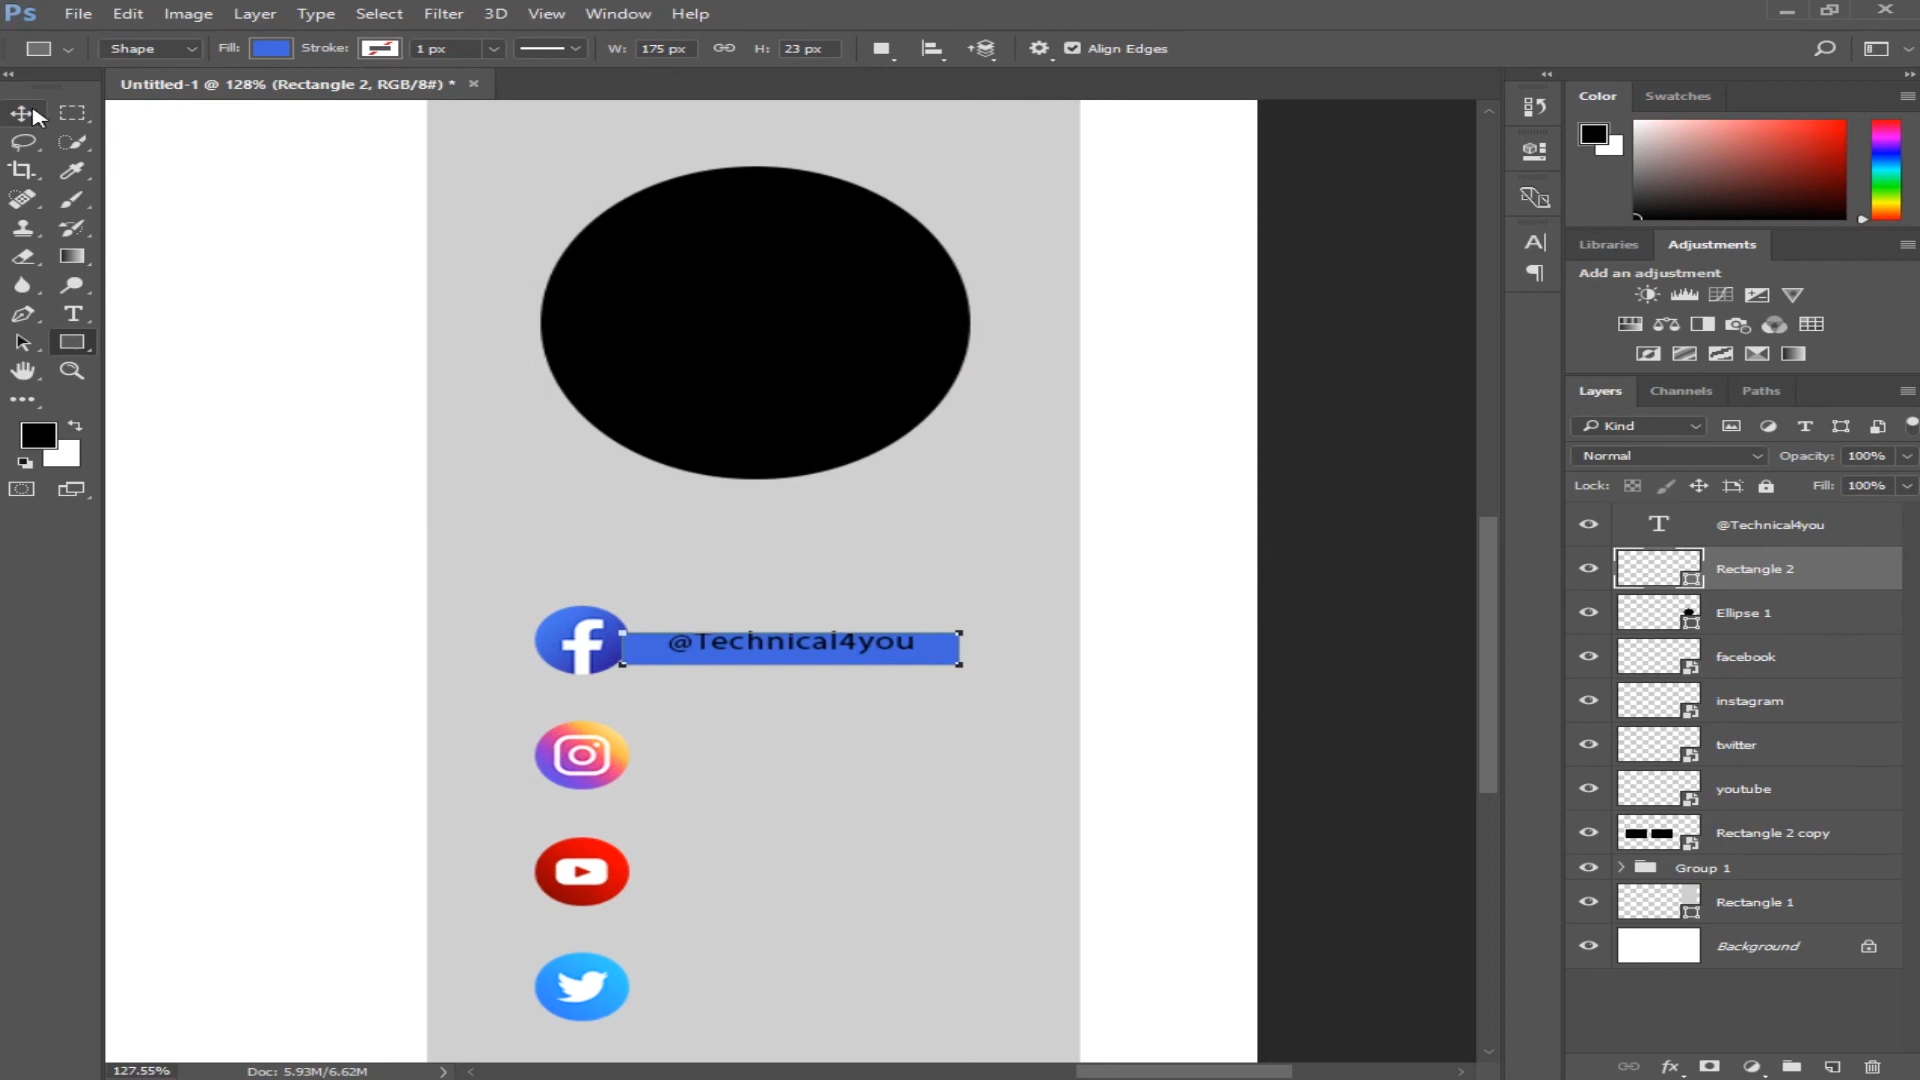 Ps File Edit Image Layer Type Select Filter 3D View Window Help
Shape Fill: Stroke: 1 px W: 175 px H: 23 px Align Edges
Untitled-1 @ 128% (Rectangle 2, RGB/8#) *
Color Swatches
Libraries Adjustments
Add an adjustment
Layers Channels Paths
Kind
Normal Opacity: 100%
Lock: Fill: 100%
@Technical4you
Rectangle 2
Ellipse 1
facebook
instagram
twitter
youtube
Rectangle 2 copy
Group 1
Rectangle 1
Background
@Technical4you
127.55% Doc: 5.93M/6.62M